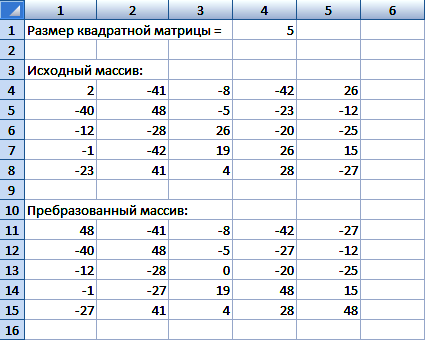 1 2 3 4 5 6
1 Размер квадратной матрицы = 5
2
3 Исходный массив:
4 2 -41 -8 -42 26
5 -40 48 -5 -23 -12
6 -12 -28 26 -20 -25
7 -1 -42 19 26 15
8 -23 41 4 28 -27
9
10 Пребразованный массив:
11 48 -41 -8 -42 -27
12 -40 48 -5 -27 -12
13 -12 -28 0 -20 -25
14 -1 -27 19 48 15
15 -27 41 4 28 48
16